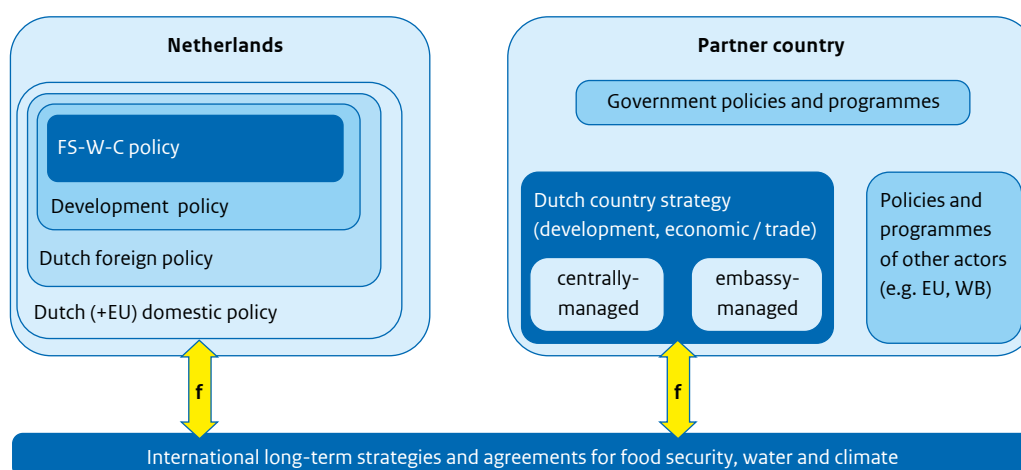 Netherlands
FS-W-C policy
Development policy
Dutch foreign policy
Dutch (+EU) domestic policy
Partner country
Government policies and programmes
Dutch country strategy
(development, economic / trade)
centrally-
managed
embassy-
managed
Policies and
programmes
of other actors
(e.g. EU, WB)
f
f
International long-term strategies and agreements for food security, water and climate